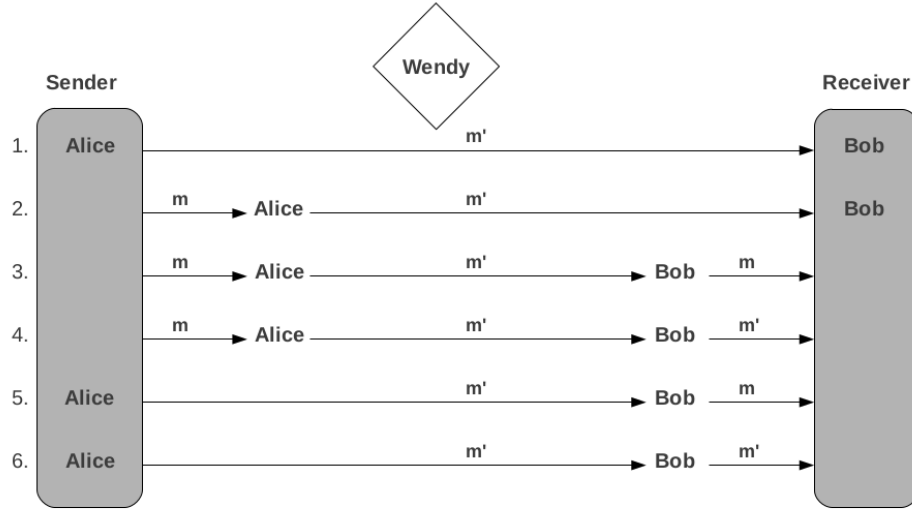 Wendy
Sender Receiver
1. Alice m' Bob
2. m Alice m' Bob
3. m Alice m' Bob m
4. m Alice m' Bob m'
5. Alice m' Bob m
6. Alice m' Bob m'